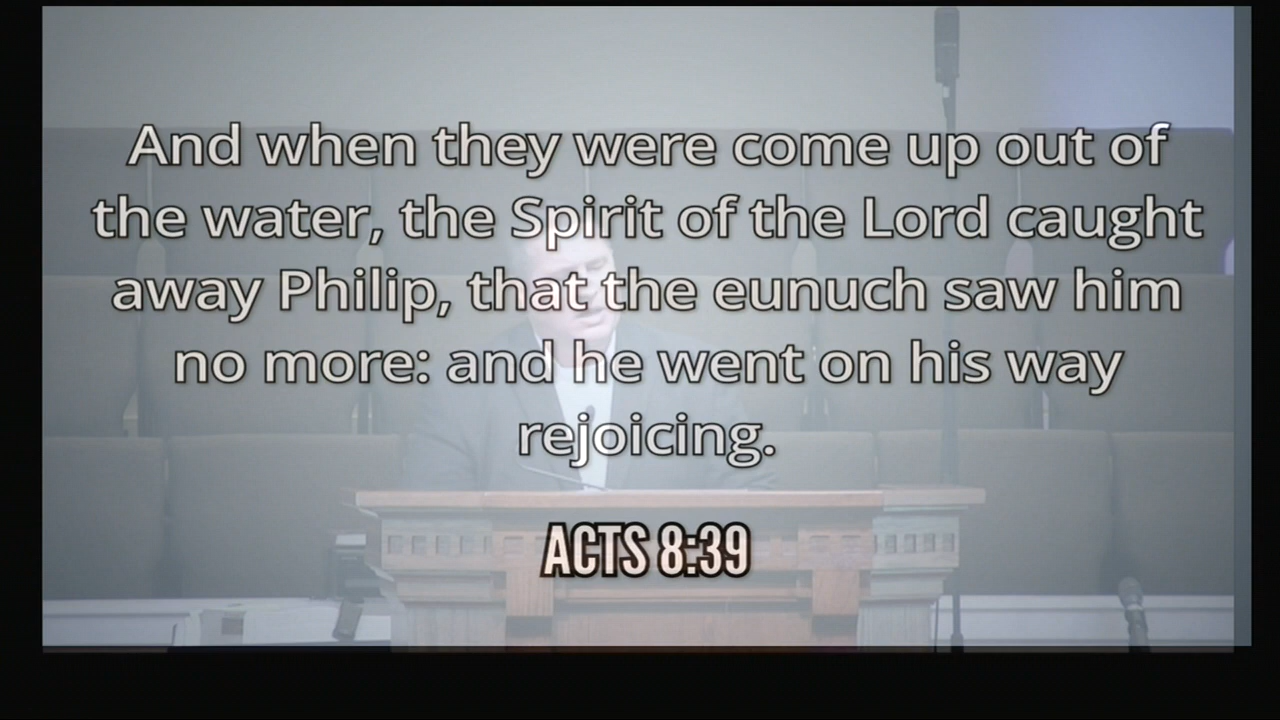 And when they were come up out of
the water, the Spirit of the Lord caught
away Philip, that the eunuch saw him
no more: and he went on his way
rejoicing.
ACTS 8:39